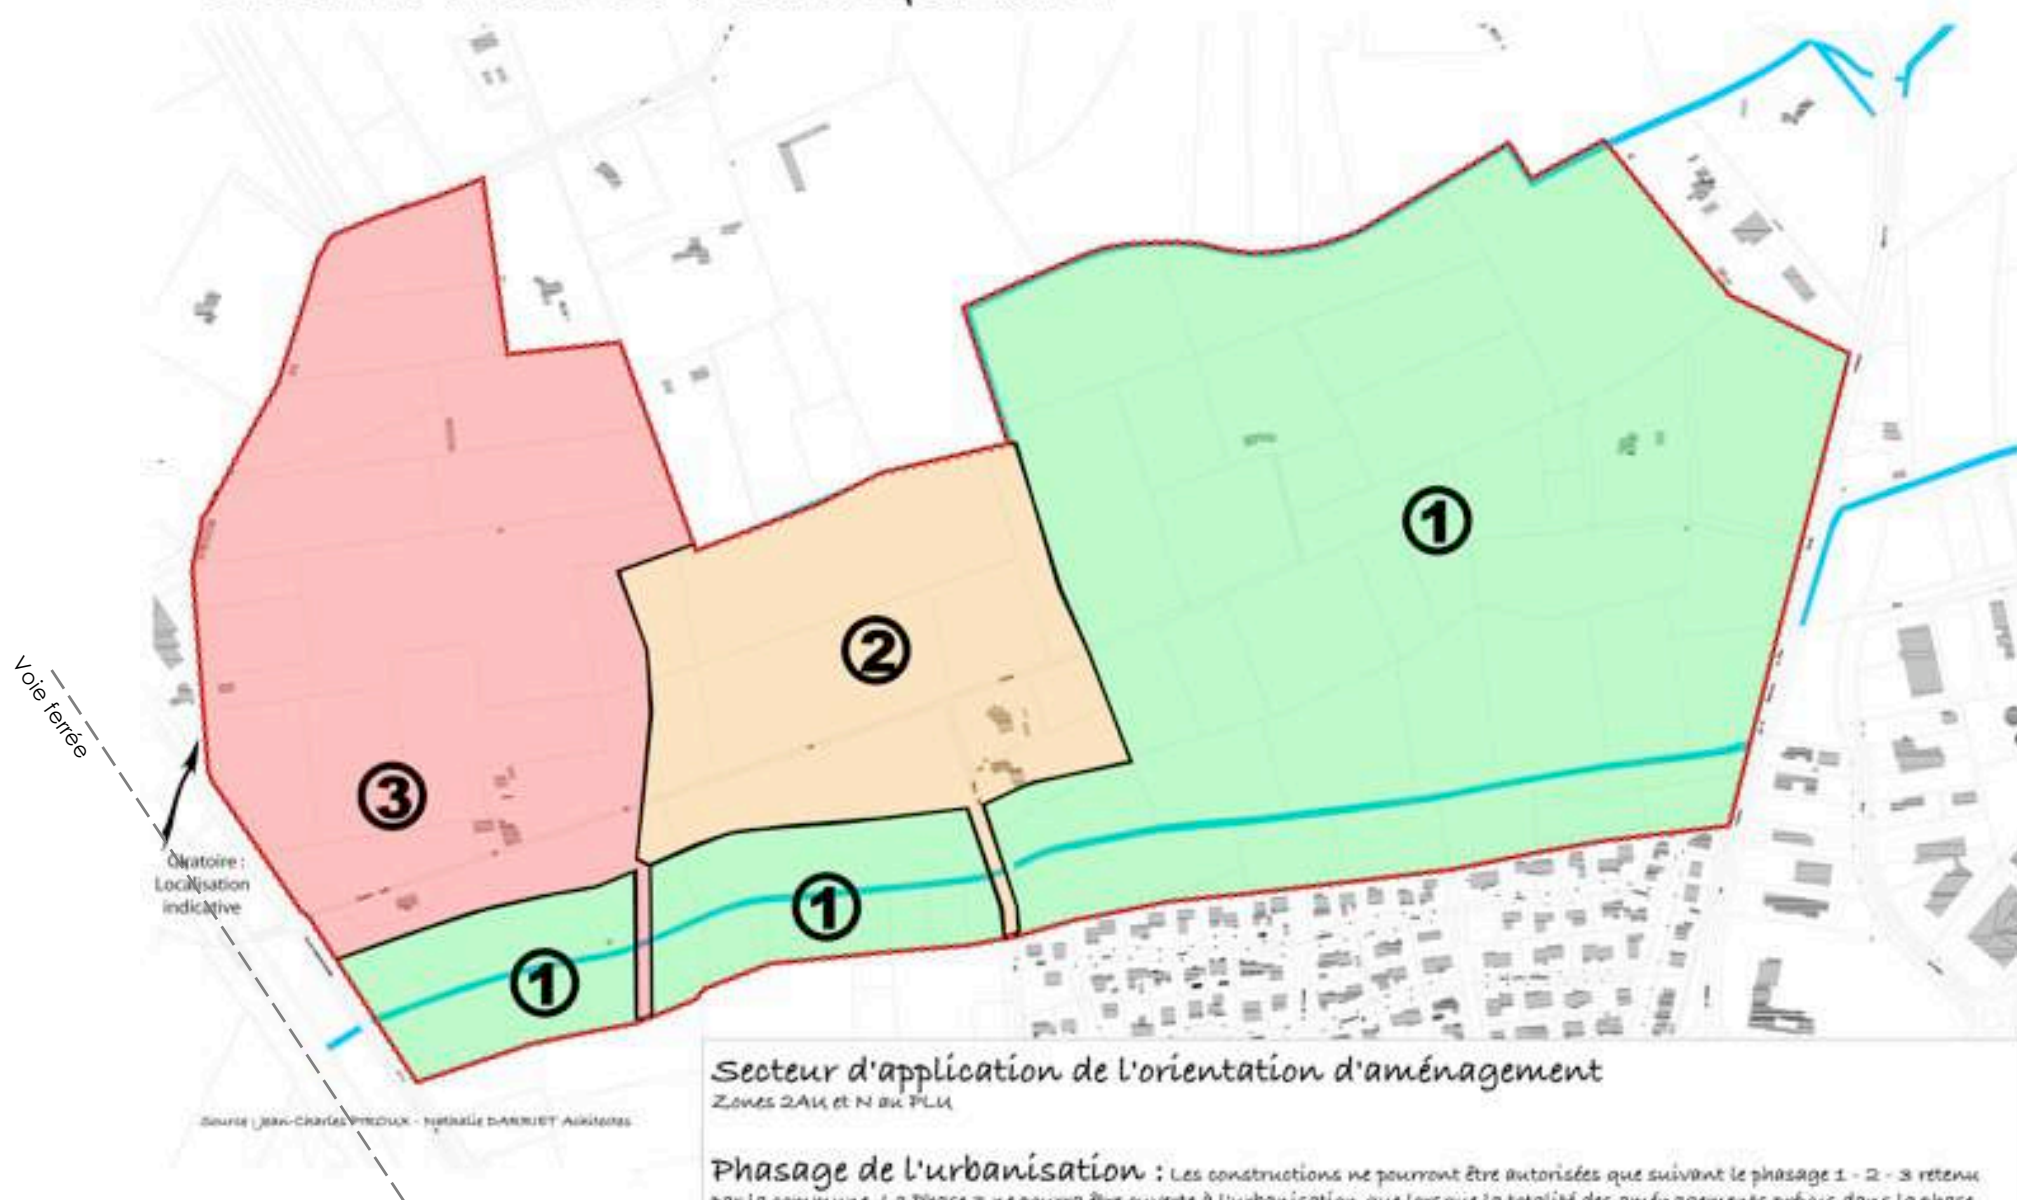 1
2
Voie ferrée
3
Oratoire :
Localisation
indicative
1
1
Secteur d'application de l'orientation d'aménagement
Zones 2AU et N au PLU
Source : Jean-Charles PIROUX - Nathalie DARRIET Achitectes
Phasage de l'urbanisation : Les constructions ne pourront être autorisées que suivant le phasage 1 - 2 - 3 retenu